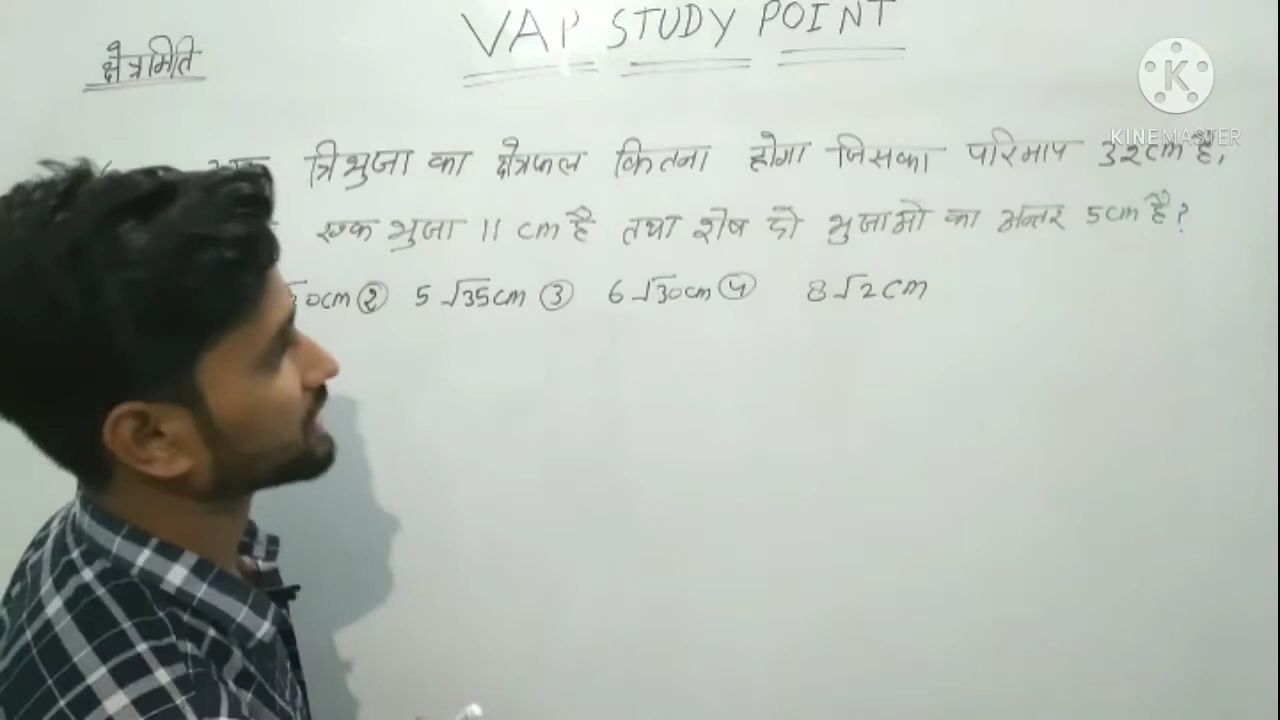 VAP STUDY POINT
क्षेत्रमिति
KINEMASTER
त्रिभुजा का क्षेत्रफल कितना होगा जिसका परिमाप 32cm है,
एक भुजा 11 cm है तथा शेष दो भुजाओ का अन्तर 5cm है?
0cm ② 5√35cm ③ 6√30cm ④ 8√2cm